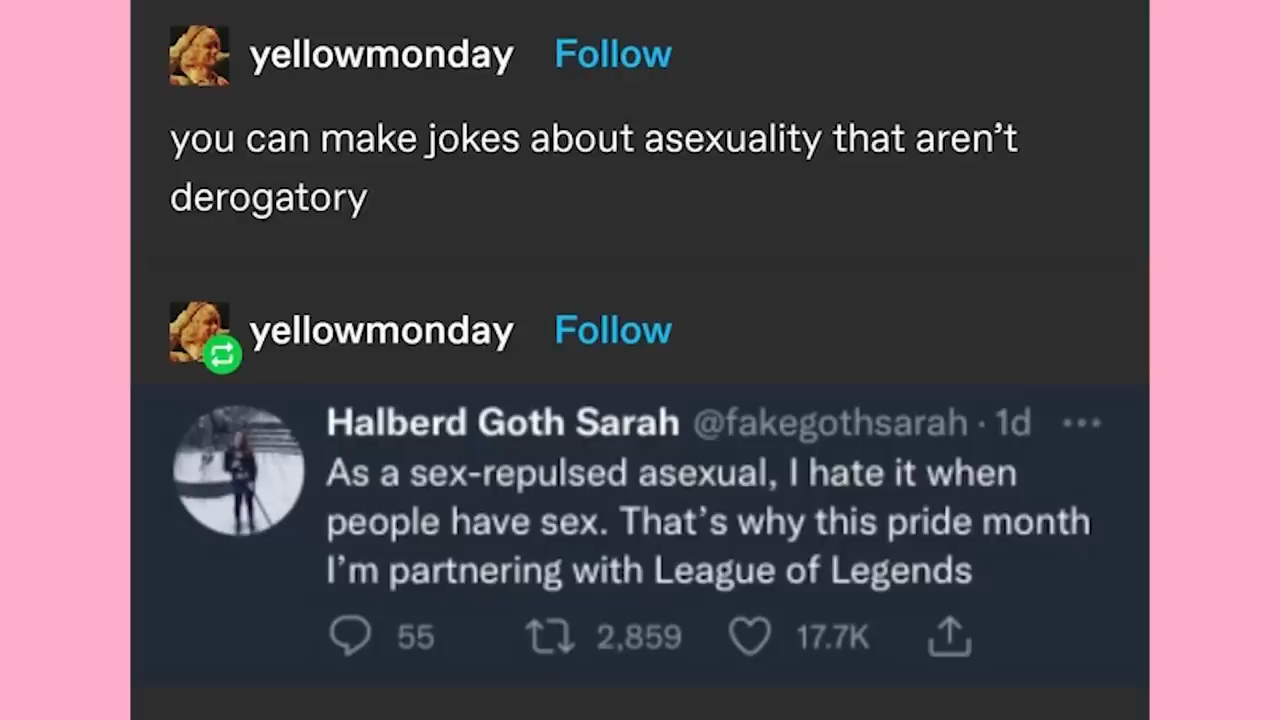 yellowmonday Follow
you can make jokes about asexuality that aren’t
derogatory
yellowmonday Follow
Halberd Goth Sarah @fakegothsarah · 1d ...
As a sex-repulsed asexual, I hate it when
people have sex. That’s why this pride month
I’m partnering with League of Legends
55 2,859 17.7K